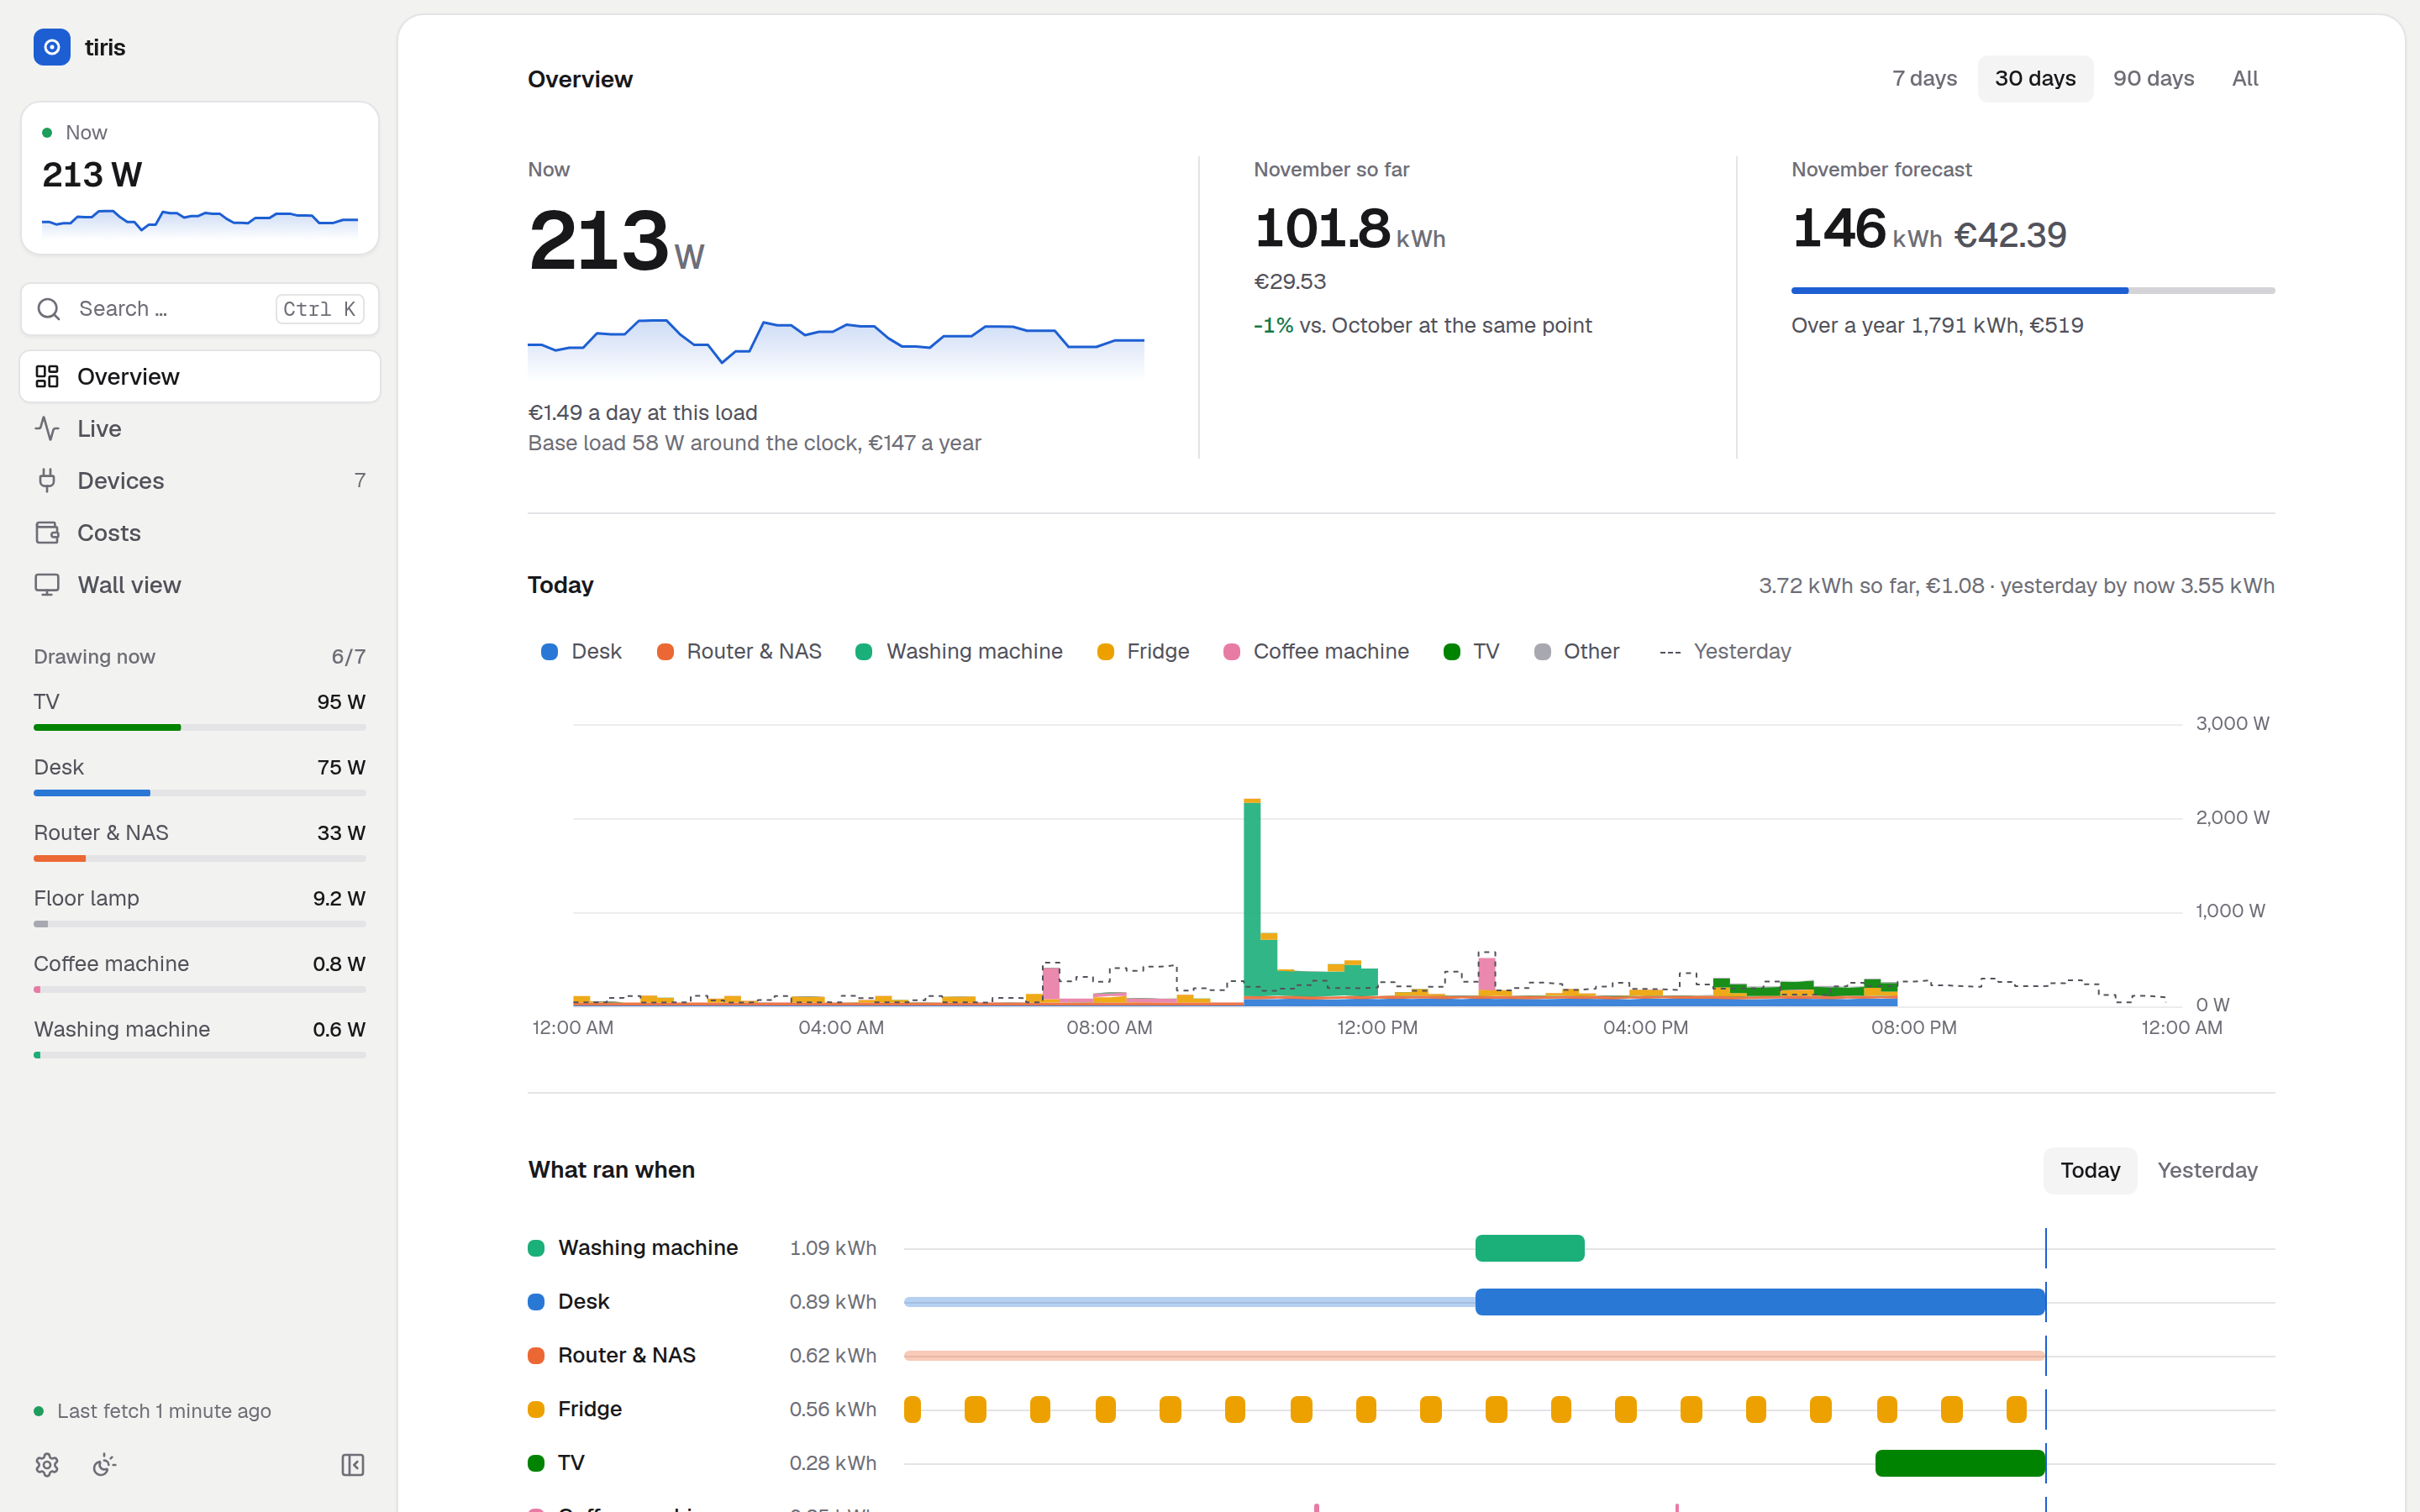 tiris
Now
213 W
Search ...
Ctrl K
Overview
Live
Devices 7
Costs
Wall view
Drawing now 6/7
TV 95 W
Desk 75 W
Router & NAS 33 W
Floor lamp 9.2 W
Coffee machine 0.8 W
Washing machine 0.6 W
Last fetch 1 minute ago
Overview
7 days 30 days 90 days All
Now
213 W
€1.49 a day at this load
Base load 58 W around the clock, €147 a year
November so far
101.8 kWh
€29.53
-1% vs. October at the same point
November forecast
146 kWh €42.39
Over a year 1,791 kWh, €519
Today
3.72 kWh so far, €1.08 · yesterday by now 3.55 kWh
Desk Router & NAS Washing machine Fridge Coffee machine TV Other Yesterday
3,000 W
2,000 W
1,000 W
0 W
12:00 AM 04:00 AM 08:00 AM 12:00 PM 04:00 PM 08:00 PM 12:00 AM
What ran when
Today Yesterday
Washing machine 1.09 kWh
Desk 0.89 kWh
Router & NAS 0.62 kWh
Fridge 0.56 kWh
TV 0.28 kWh